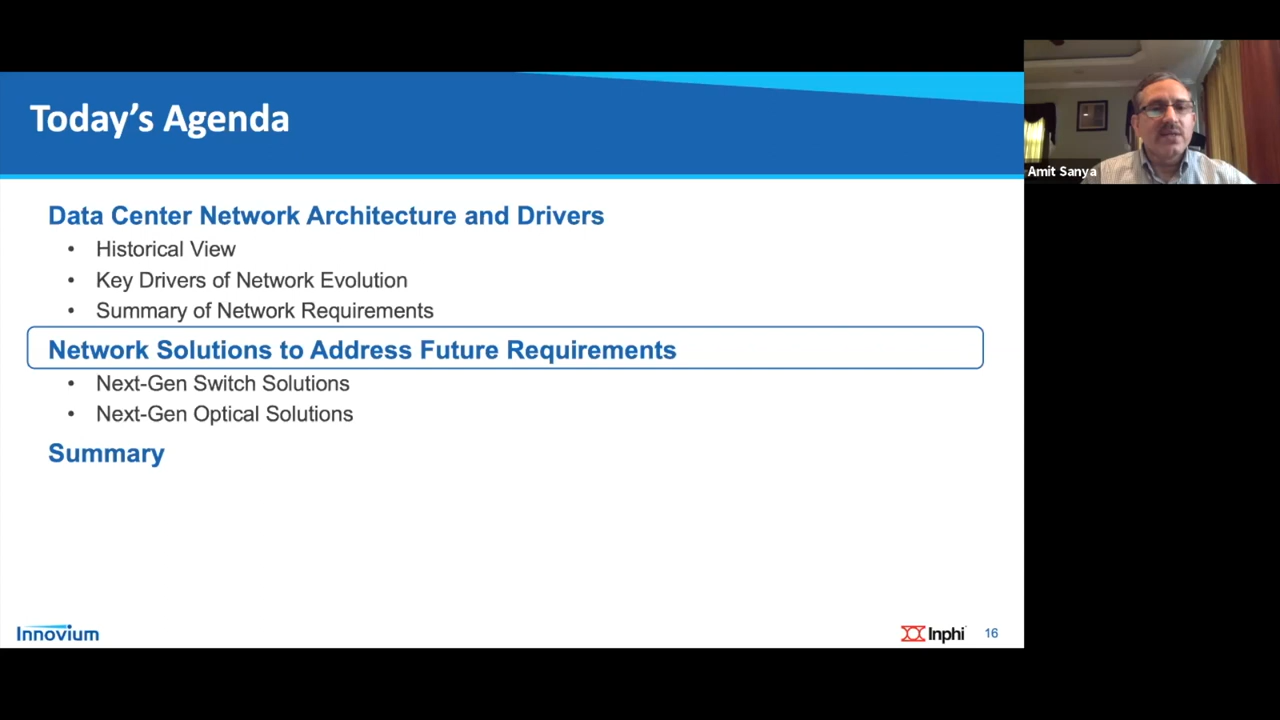 Today's Agenda
Amit Sanya
Data Center Network Architecture and Drivers
• Historical View
• Key Drivers of Network Evolution
• Summary of Network Requirements
Network Solutions to Address Future Requirements
• Next-Gen Switch Solutions
• Next-Gen Optical Solutions
Summary
Innovium
Inphi
16